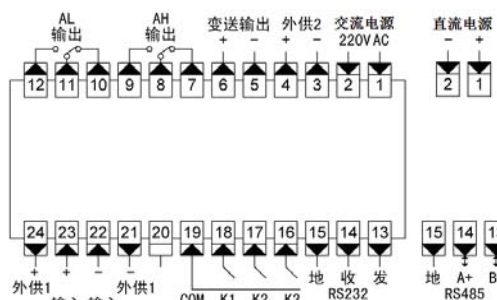 AL 输出
AH 输出
变送输出
外供2
交流电源
220V AC
直流电源
+ - + - - +
12 11 10 9 8 7 6 5 4 3 2 1
2 1
24 23 22 21 20 19 18 17 16 15 14 13
15 14
+ + - -
外供1
外供1
COM K1 K2
地 收 发
RS232
地 A+ B
RS485